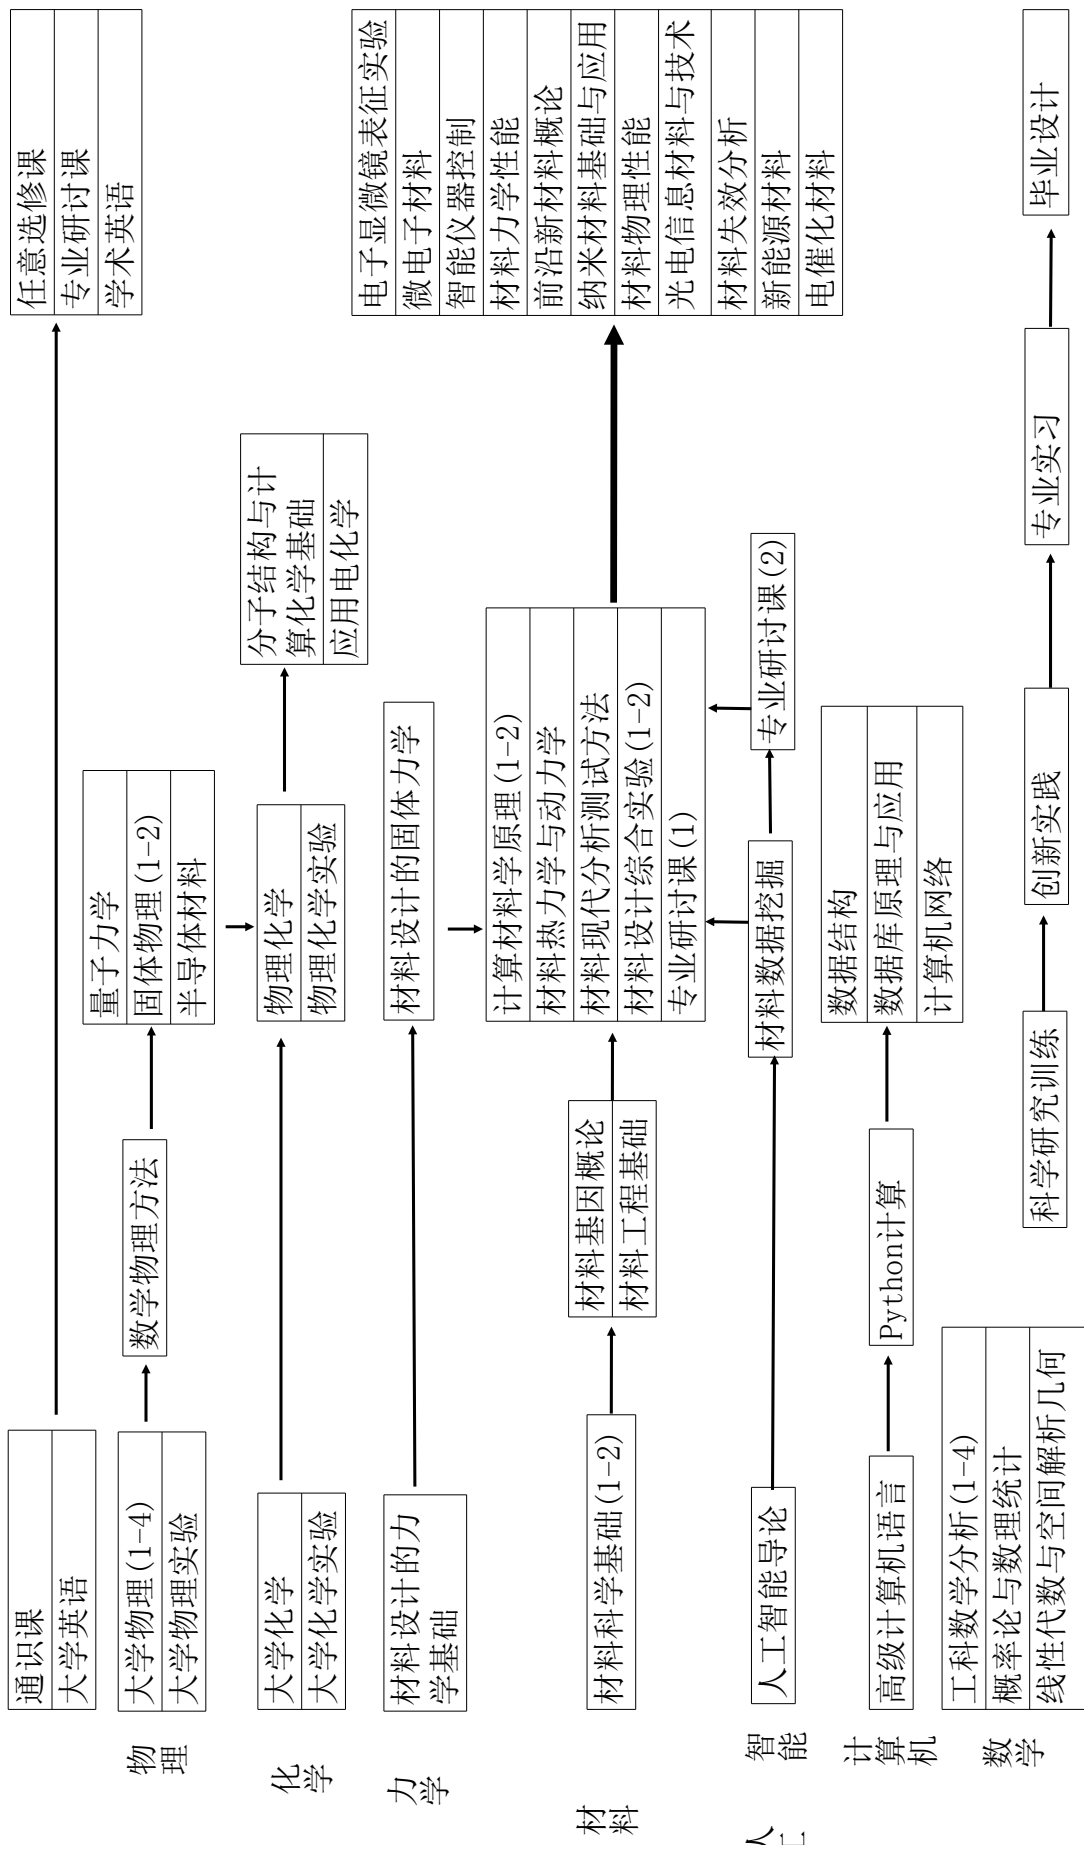 通识课
大学英语
任意选修课
专业研讨课
学术英语
物理
大学物理(1-4)
大学物理实验
数学物理方法
量子力学
固体物理(1-2)
半导体材料
化学
大学化学
大学化学实验
物理化学
物理化学实验
分子结构与计
算化学基础
应用电化学
力学
材料设计的力
学基础
材料设计的固体力学
材料
材料科学基础(1-2)
材料基因概论
材料工程基础
计算材料学原理(1-2)
材料热力学与动力学
材料现代分析测试方法
材料设计综合实验(1-2)
专业研讨课(1)
电子显微镜表征实验
微电子材料
智能仪器控制
材料力学性能
前沿新材料概论
纳米材料基础与应用
材料物理性能
光电信息材料与技术
材料失效分析
新能源材料
电催化材料
人工
智能
人工智能导论
材料数据挖掘
专业研讨课(2)
计算机
高级计算机语言
Python计算
数据结构
数据库原理与应用
计算机网络
数学
工科数学分析(1-4)
概率论与数理统计
线性代数与空间解析几何
科学研究训练
创新实践
专业实习
毕业设计